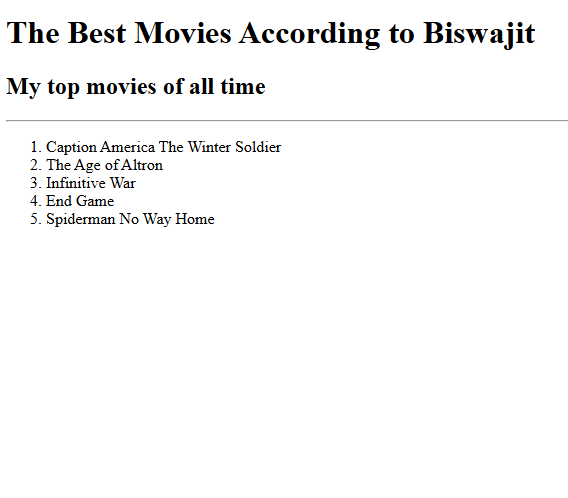 The Best Movies According to Biswajit
My top movies of all time
1. Caption America The Winter Soldier
2. The Age of Altron
3. Infinitive War
4. End Game
5. Spiderman No Way Home